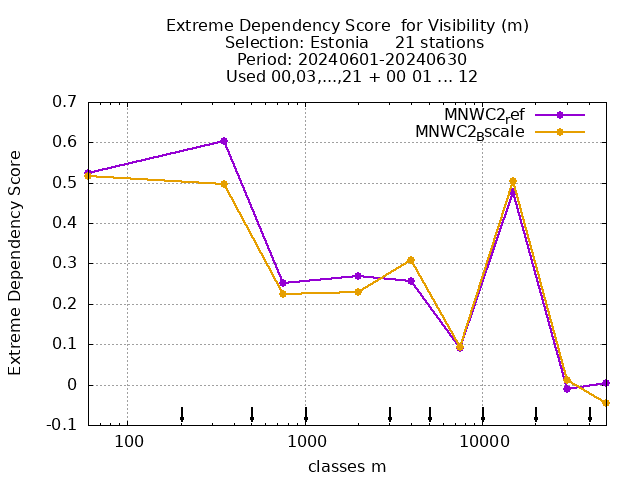 Extreme Dependency Score  for Visibility (m)
Selection: Estonia     21 stations
Period: 20240601-20240630
Used 00,03,...,21 + 00 01 ... 12
MNWC2ref
MNWC2Bscale
Extreme Dependency Score
0.7
0.6
0.5
0.4
0.3
0.2
0.1
0
-0.1
100
1000
10000
classes m